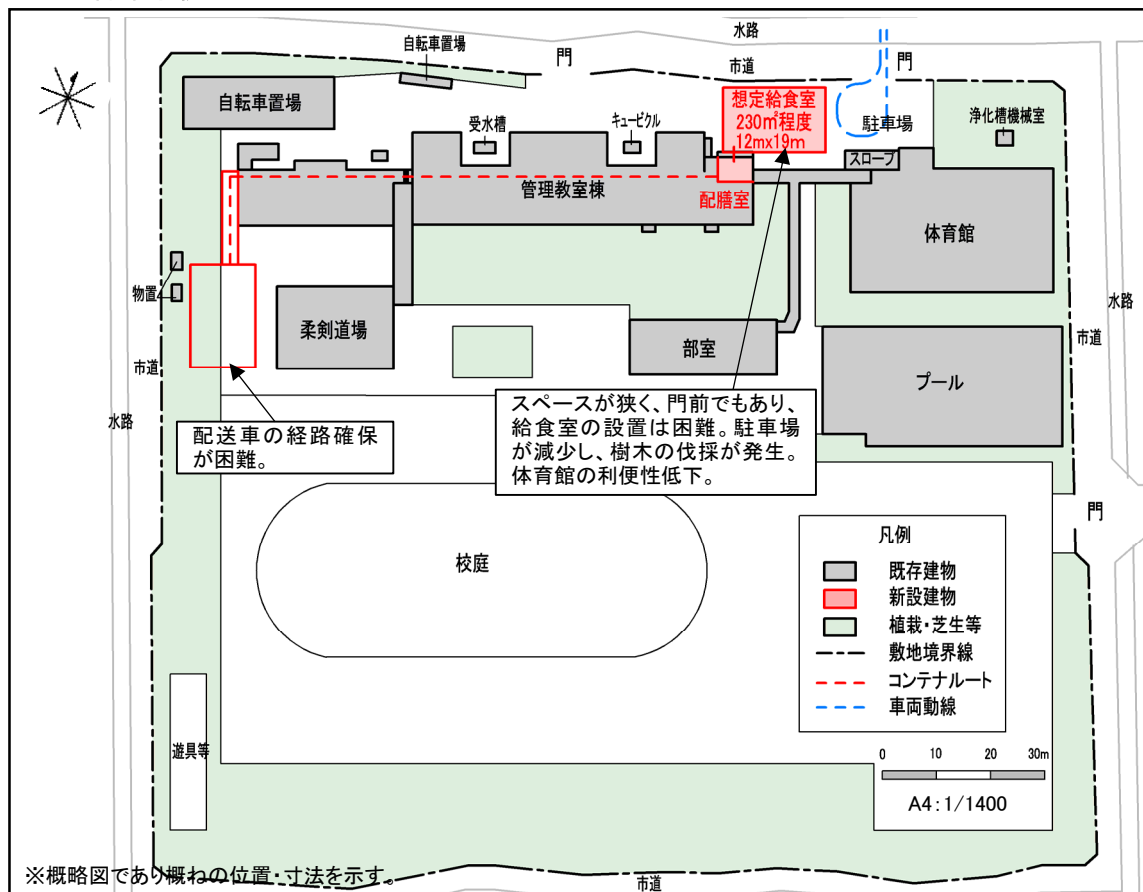 水路
自転車置場
門
市道
門
自転車置場
想定給食室
230㎡程度
12mx19m
受水槽
キュービクル
駐車場
浄化槽機械室
スロープ
管理教室棟
配膳室
体育館
物置
柔剣道場
部室
プール
市道
水路
市道
水路
配送車の経路確保
が困難。
スペースが狭く、門前でもあり、
給食室の設置は困難。駐車場
が減少し、樹木の伐採が発生。
体育館の利便性低下。
門
校庭
凡例
既存建物
新設建物
植栽・芝生等
敷地境界線
コンテナルート
車両動線
遊具等
0 10 20 30m
A4:1/1400
※概略図であり概ねの位置・寸法を示す。
市道